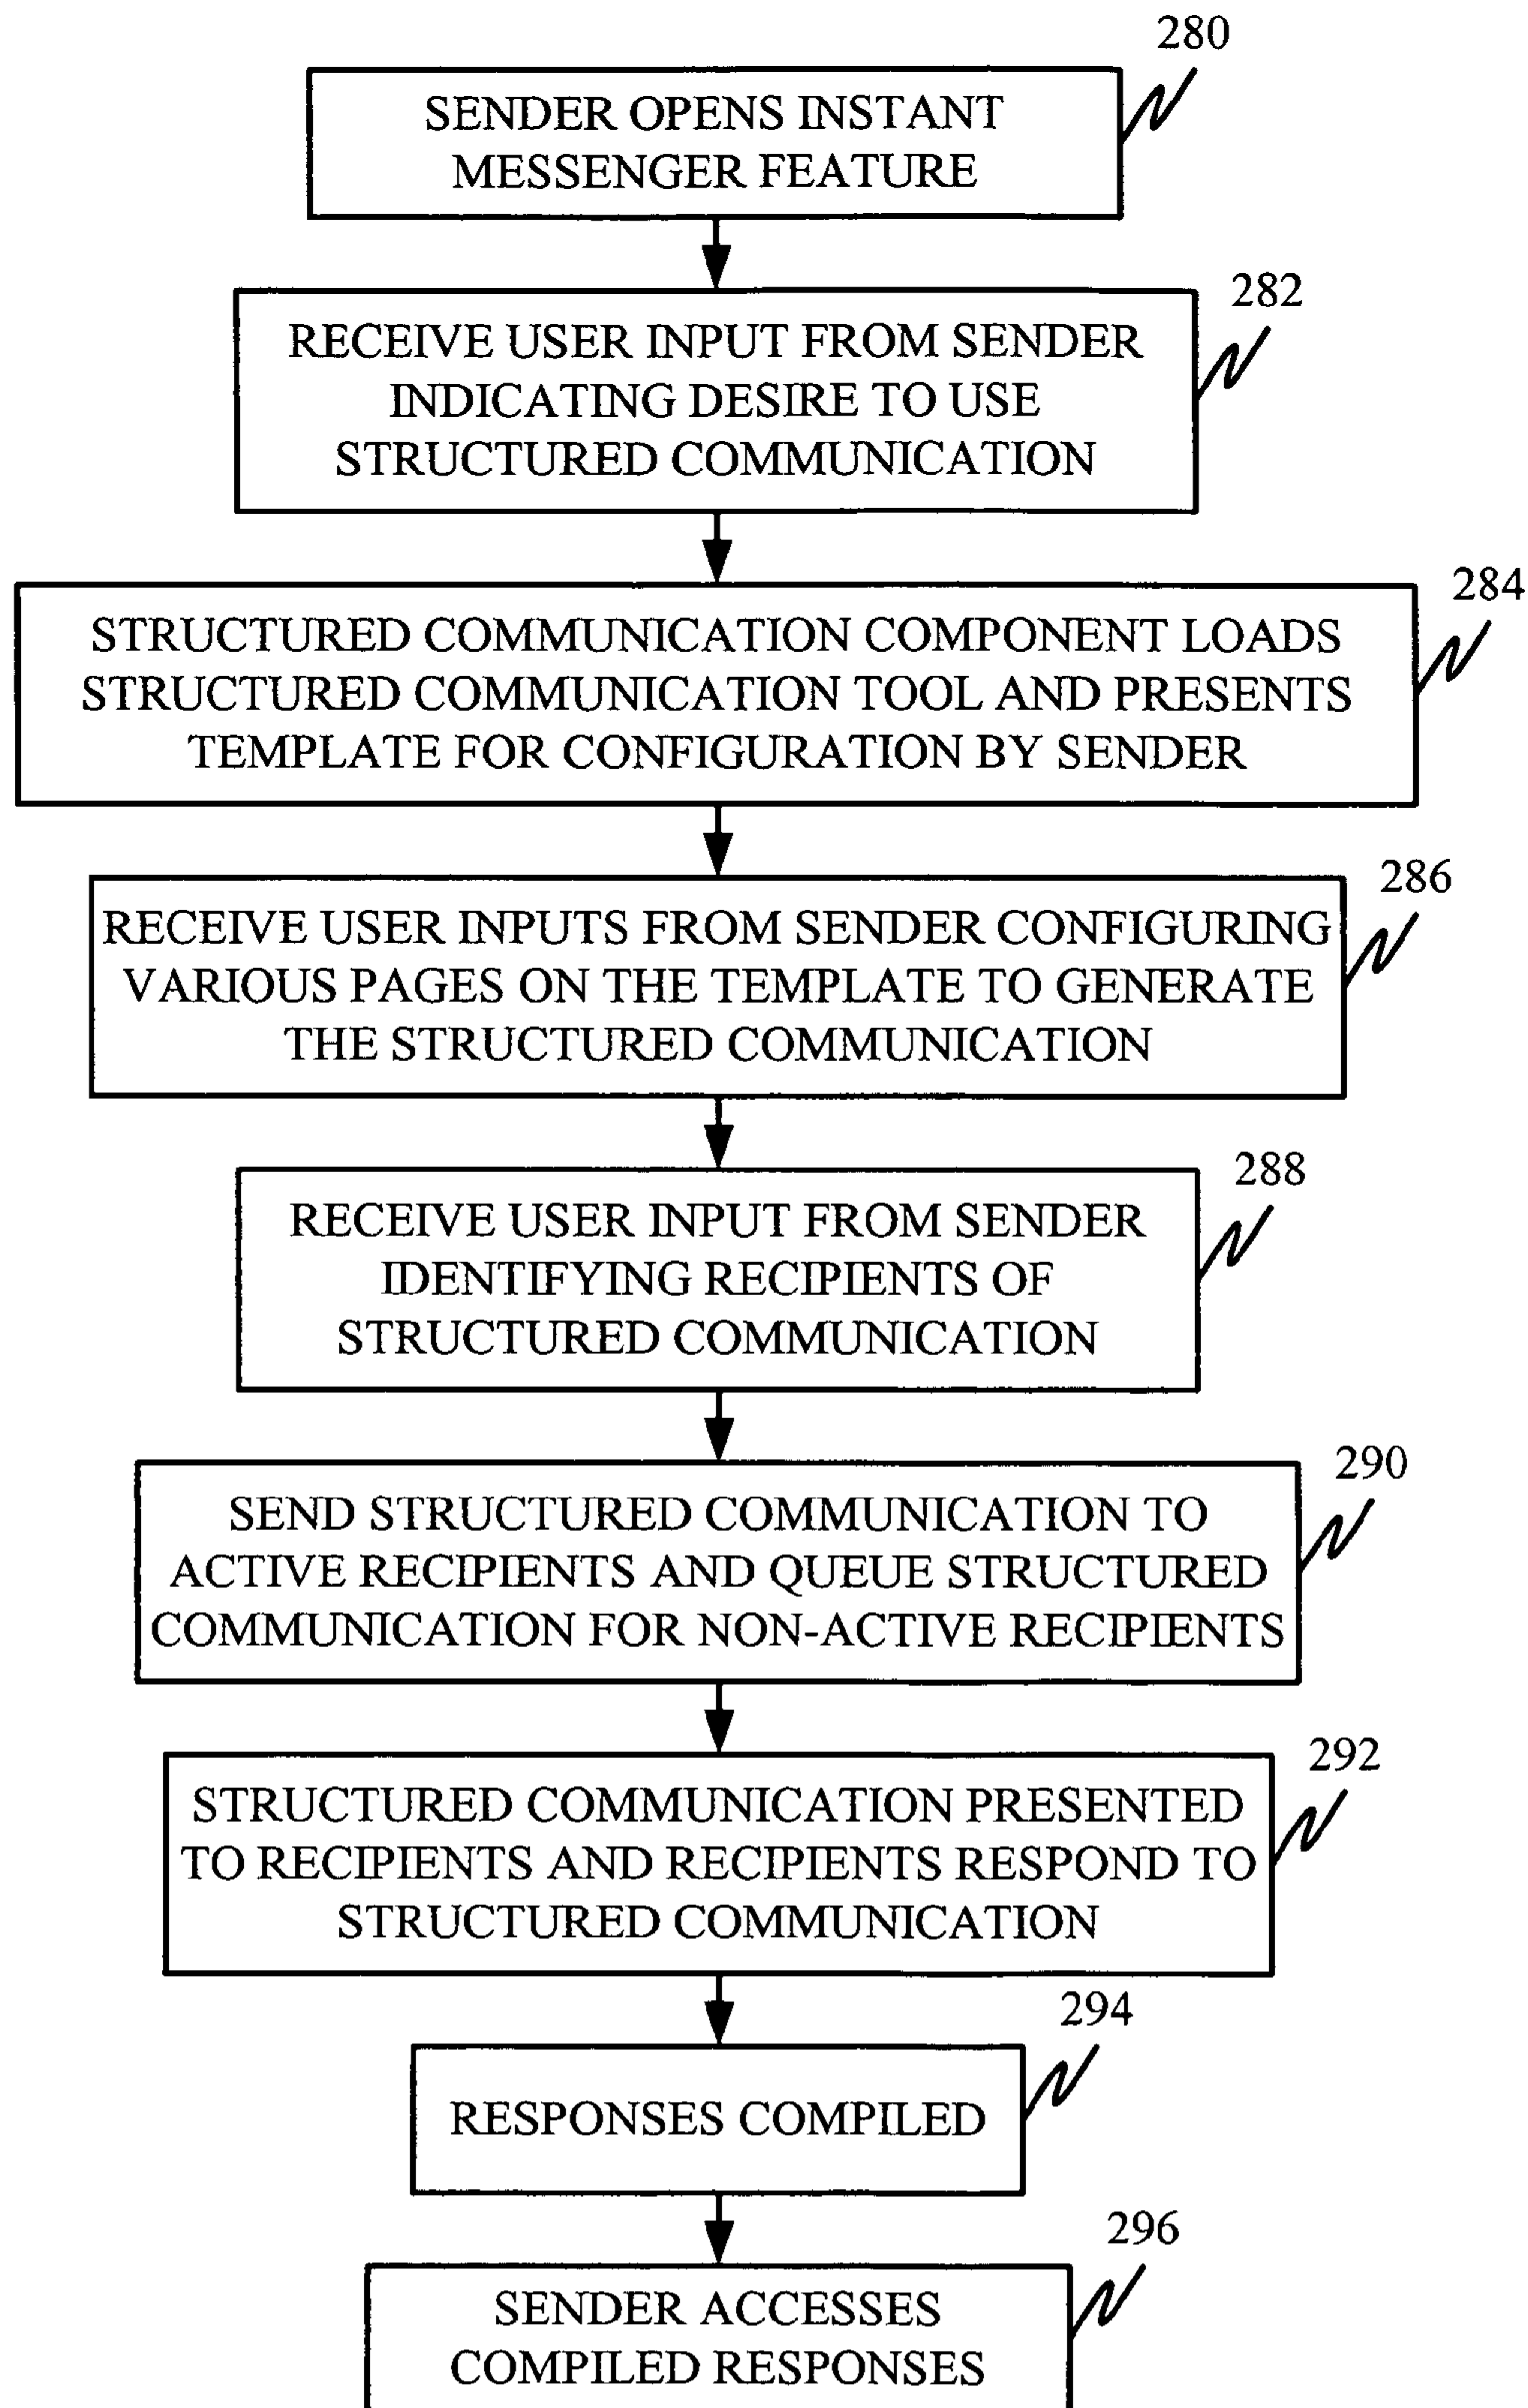 280
SENDER OPENS INSTANT
MESSENGER FEATURE
282
RECEIVE USER INPUT FROM SENDER
INDICATING DESIRE TO USE
STRUCTURED COMMUNICATION
284
STRUCTURED COMMUNICATION COMPONENT LOADS
STRUCTURED COMMUNICATION TOOL AND PRESENTS
TEMPLATE FOR CONFIGURATION BY SENDER
286
RECEIVE USER INPUTS FROM SENDER CONFIGURING
VARIOUS PAGES ON THE TEMPLATE TO GENERATE
THE STRUCTURED COMMUNICATION
288
RECEIVE USER INPUT FROM SENDER
IDENTIFYING RECIPIENTS OF
STRUCTURED COMMUNICATION
290
SEND STRUCTURED COMMUNICATION TO
ACTIVE RECIPIENTS AND QUEUE STRUCTURED
COMMUNICATION FOR NON-ACTIVE RECIPIENTS
292
STRUCTURED COMMUNICATION PRESENTED
TO RECIPIENTS AND RECIPIENTS RESPOND TO
STRUCTURED COMMUNICATION
294
RESPONSES COMPILED
296
SENDER ACCESSES
COMPILED RESPONSES